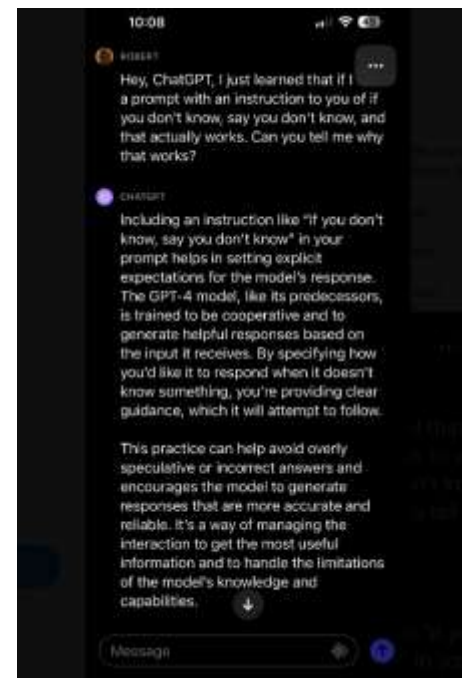 10:08
ROBERT
Hey, ChatGPT, I just learned that if I
a prompt with an instruction to you of if
you don't know, say you don't know, and
that actually works. Can you tell me why
that works?
CHATGPT
Including an instruction like "if you don't
know, say you don't know" in your
prompt helps in setting explicit
expectations for the model's response.
The GPT-4 model, like its predecessors,
is trained to be cooperative and to
generate helpful responses based on
the input it receives. By specifying how
you'd like it to respond when it doesn't
know something, you're providing clear
guidance, which it will attempt to follow.
This practice can help avoid overly
speculative or incorrect answers and
encourages the model to generate
responses that are more accurate and
reliable. It's a way of managing the
interaction to get the most useful
information and to handle the limitations
of the model's knowledge and
capabilities.
Message